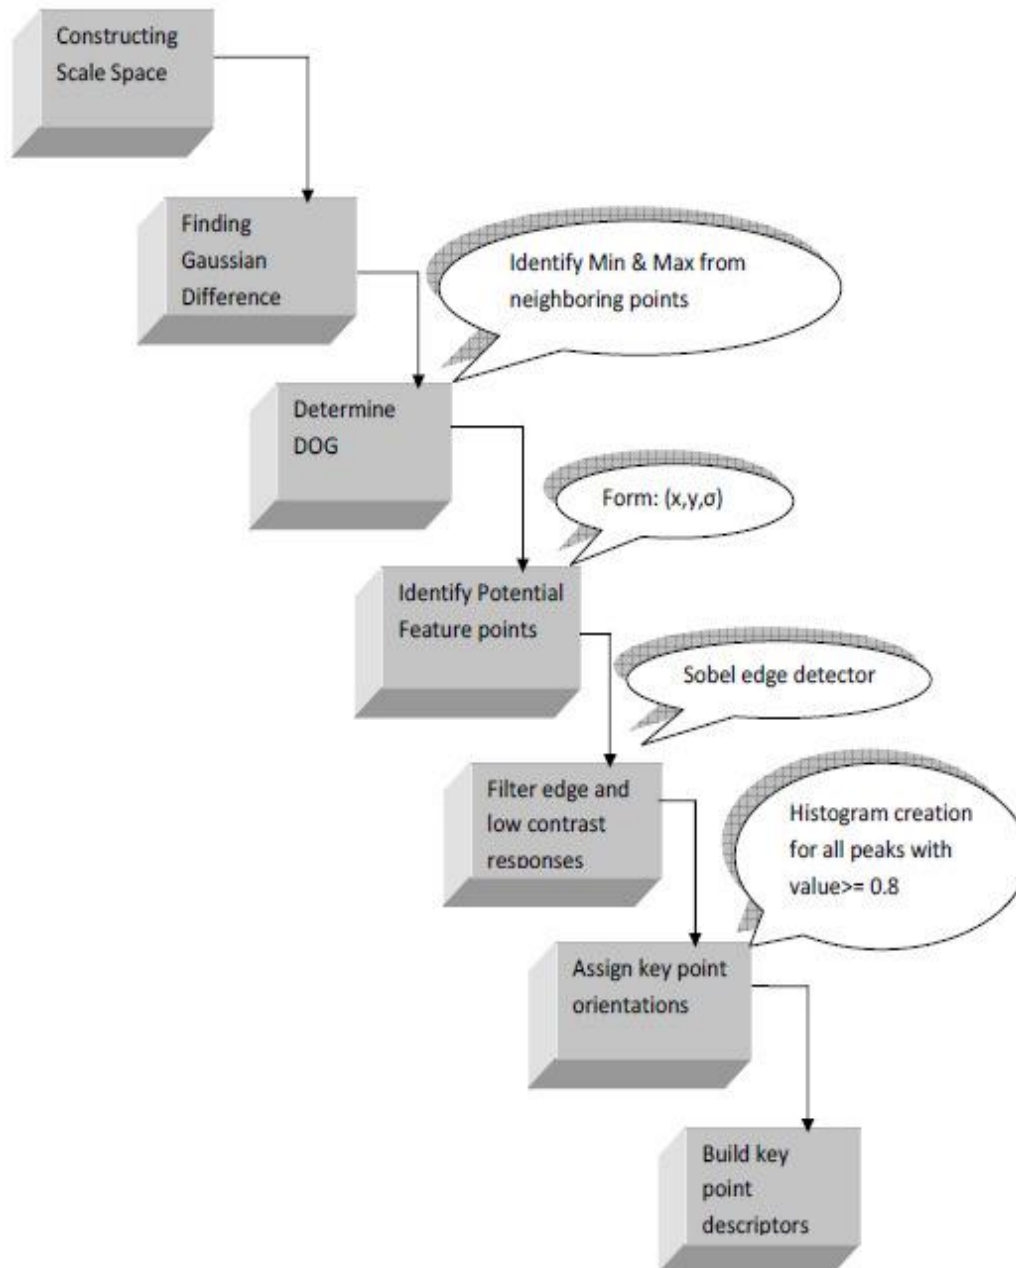 Constructing
Scale Space
Finding
Gaussian
Difference
Identify Min & Max from
neighboring points
Determine
DOG
Form: (x,y,σ)
Identify Potential
Feature points
Sobel edge detector
Filter edge and
low contrast
responses
Histogram creation
for all peaks with
value>= 0.8
Assign key point
orientations
Build key
point
descriptors